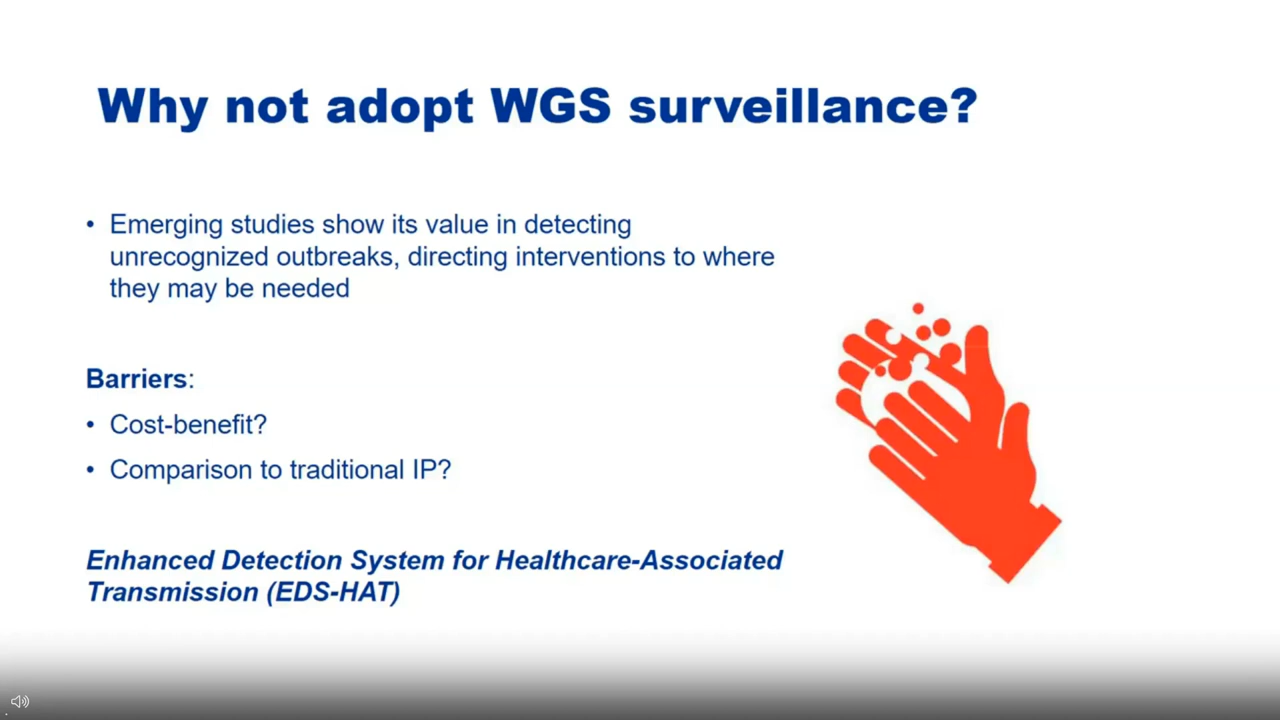 Why not adopt WGS surveillance?
• Emerging studies show its value in detecting
unrecognized outbreaks, directing interventions to where
they may be needed
Barriers:
• Cost-benefit?
• Comparison to traditional IP?
Enhanced Detection System for Healthcare-Associated
Transmission (EDS-HAT)